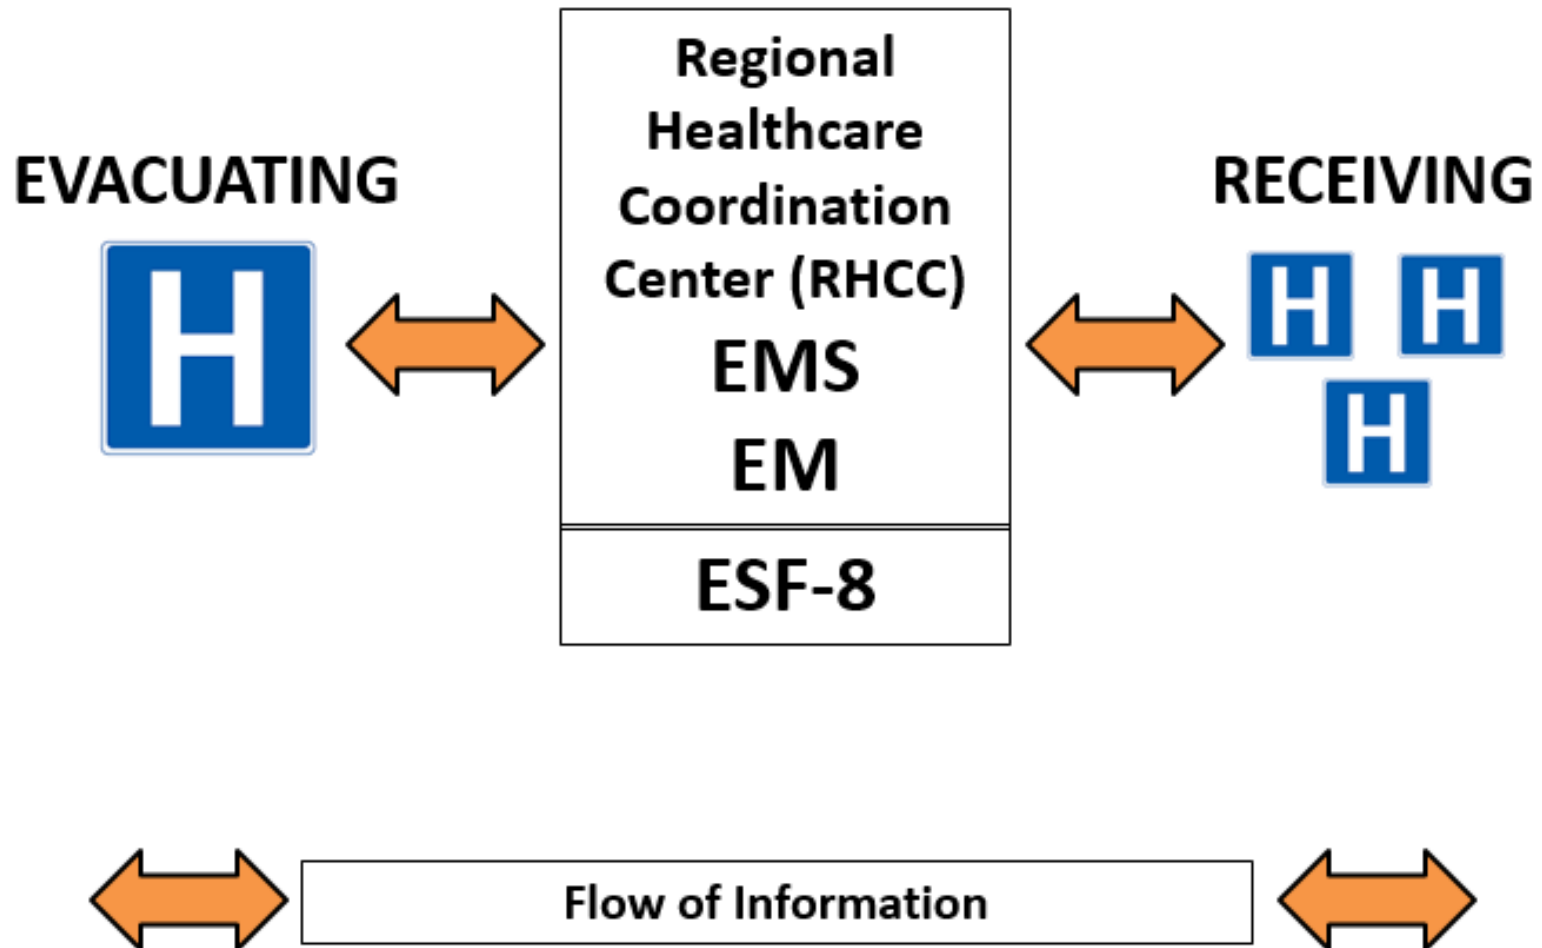 EVACUATING
H
Regional
Healthcare
Coordination
Center (RHCC)
EMS
EM
ESF-8
RECEIVING
H H
H
Flow of Information